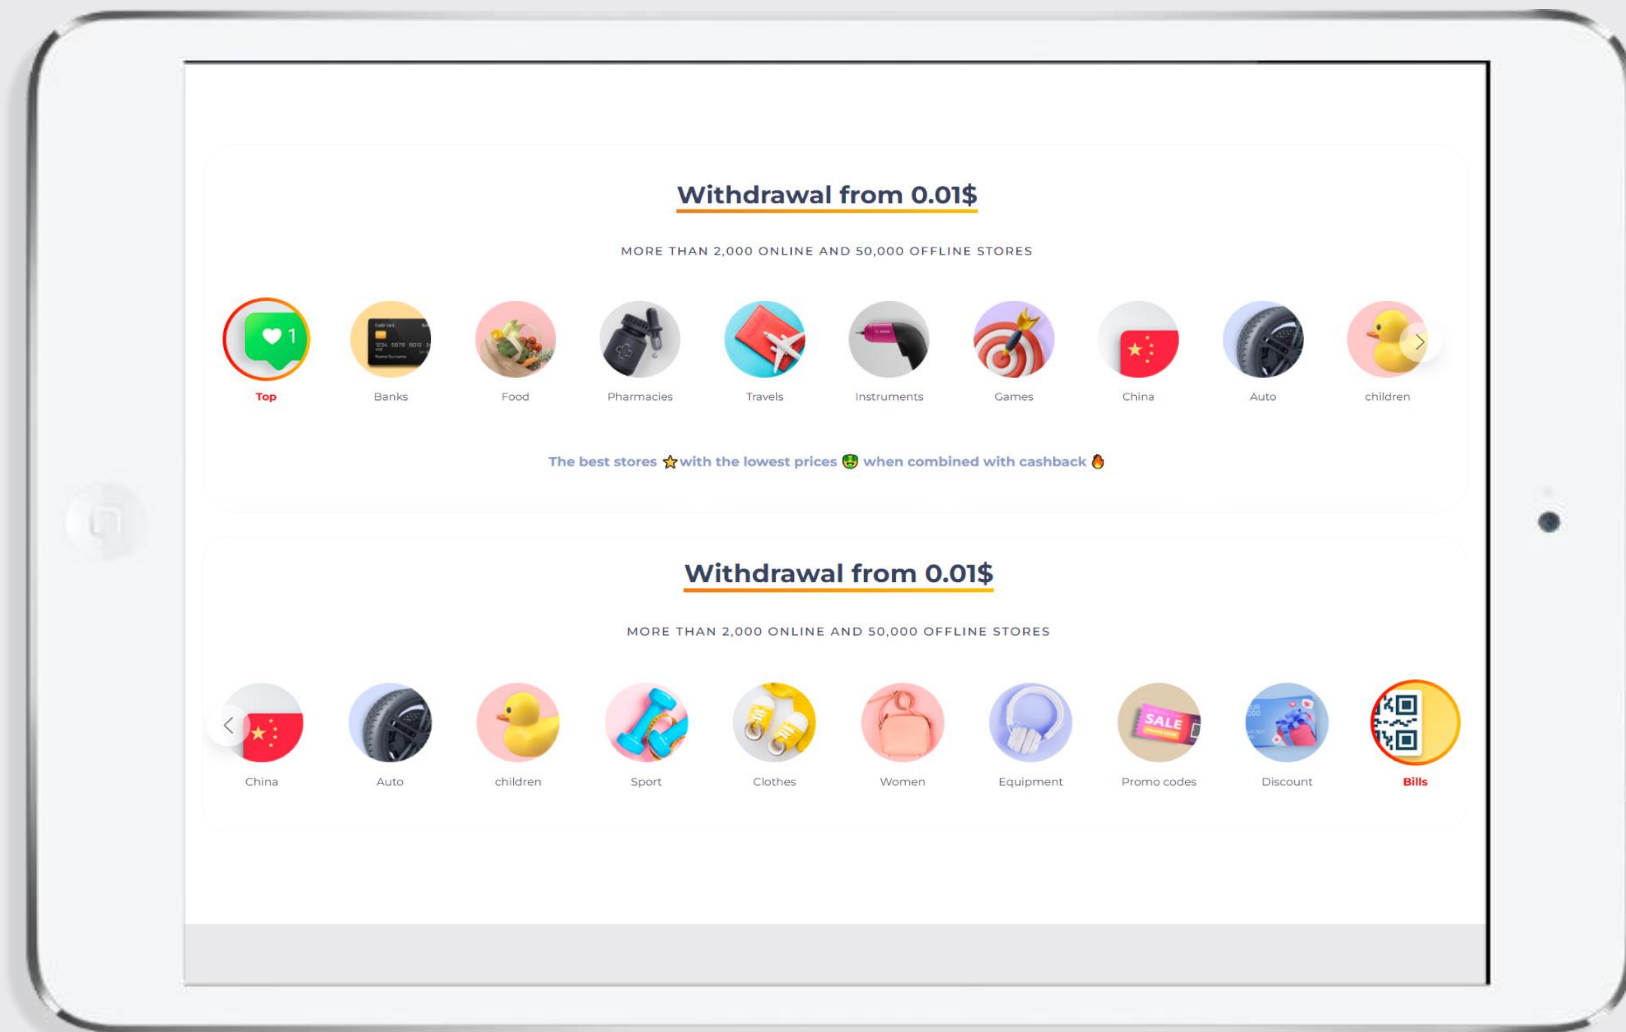 Withdrawal from 0.01$
MORE THAN 2,000 ONLINE AND 50,000 OFFLINE STORES
1
Top
Banks
Food
Pharmacies
Travels
Instruments
Games
China
Auto
children
The best stores ⭐with the lowest prices 🤑 when combined with cashback 🔥
Withdrawal from 0.01$
MORE THAN 2,000 ONLINE AND 50,000 OFFLINE STORES
SALE
China
Auto
children
Sport
Clothes
Women
Equipment
Promo codes
Discount
Bills